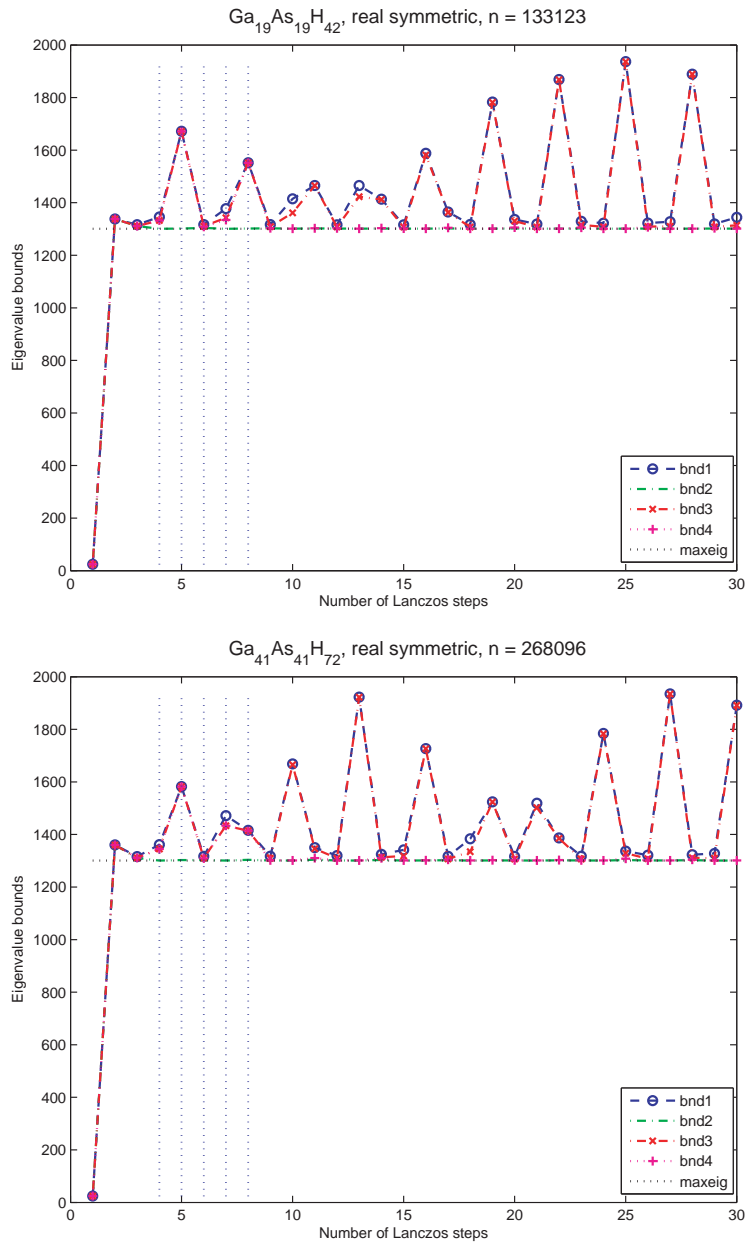 Ga19As19H42, real symmetric, n = 133123
2000
1800
1600
1400
1200
1000
800
600
400
200
0
Eigenvalue bounds
bnd1
bnd2
bnd3
bnd4
maxeig
0 5 10 15 20 25 30
Number of Lanczos steps
Ga41As41H72, real symmetric, n = 268096
2000
1800
1600
1400
1200
1000
800
600
400
200
0
Eigenvalue bounds
bnd1
bnd2
bnd3
bnd4
maxeig
0 5 10 15 20 25 30
Number of Lanczos steps